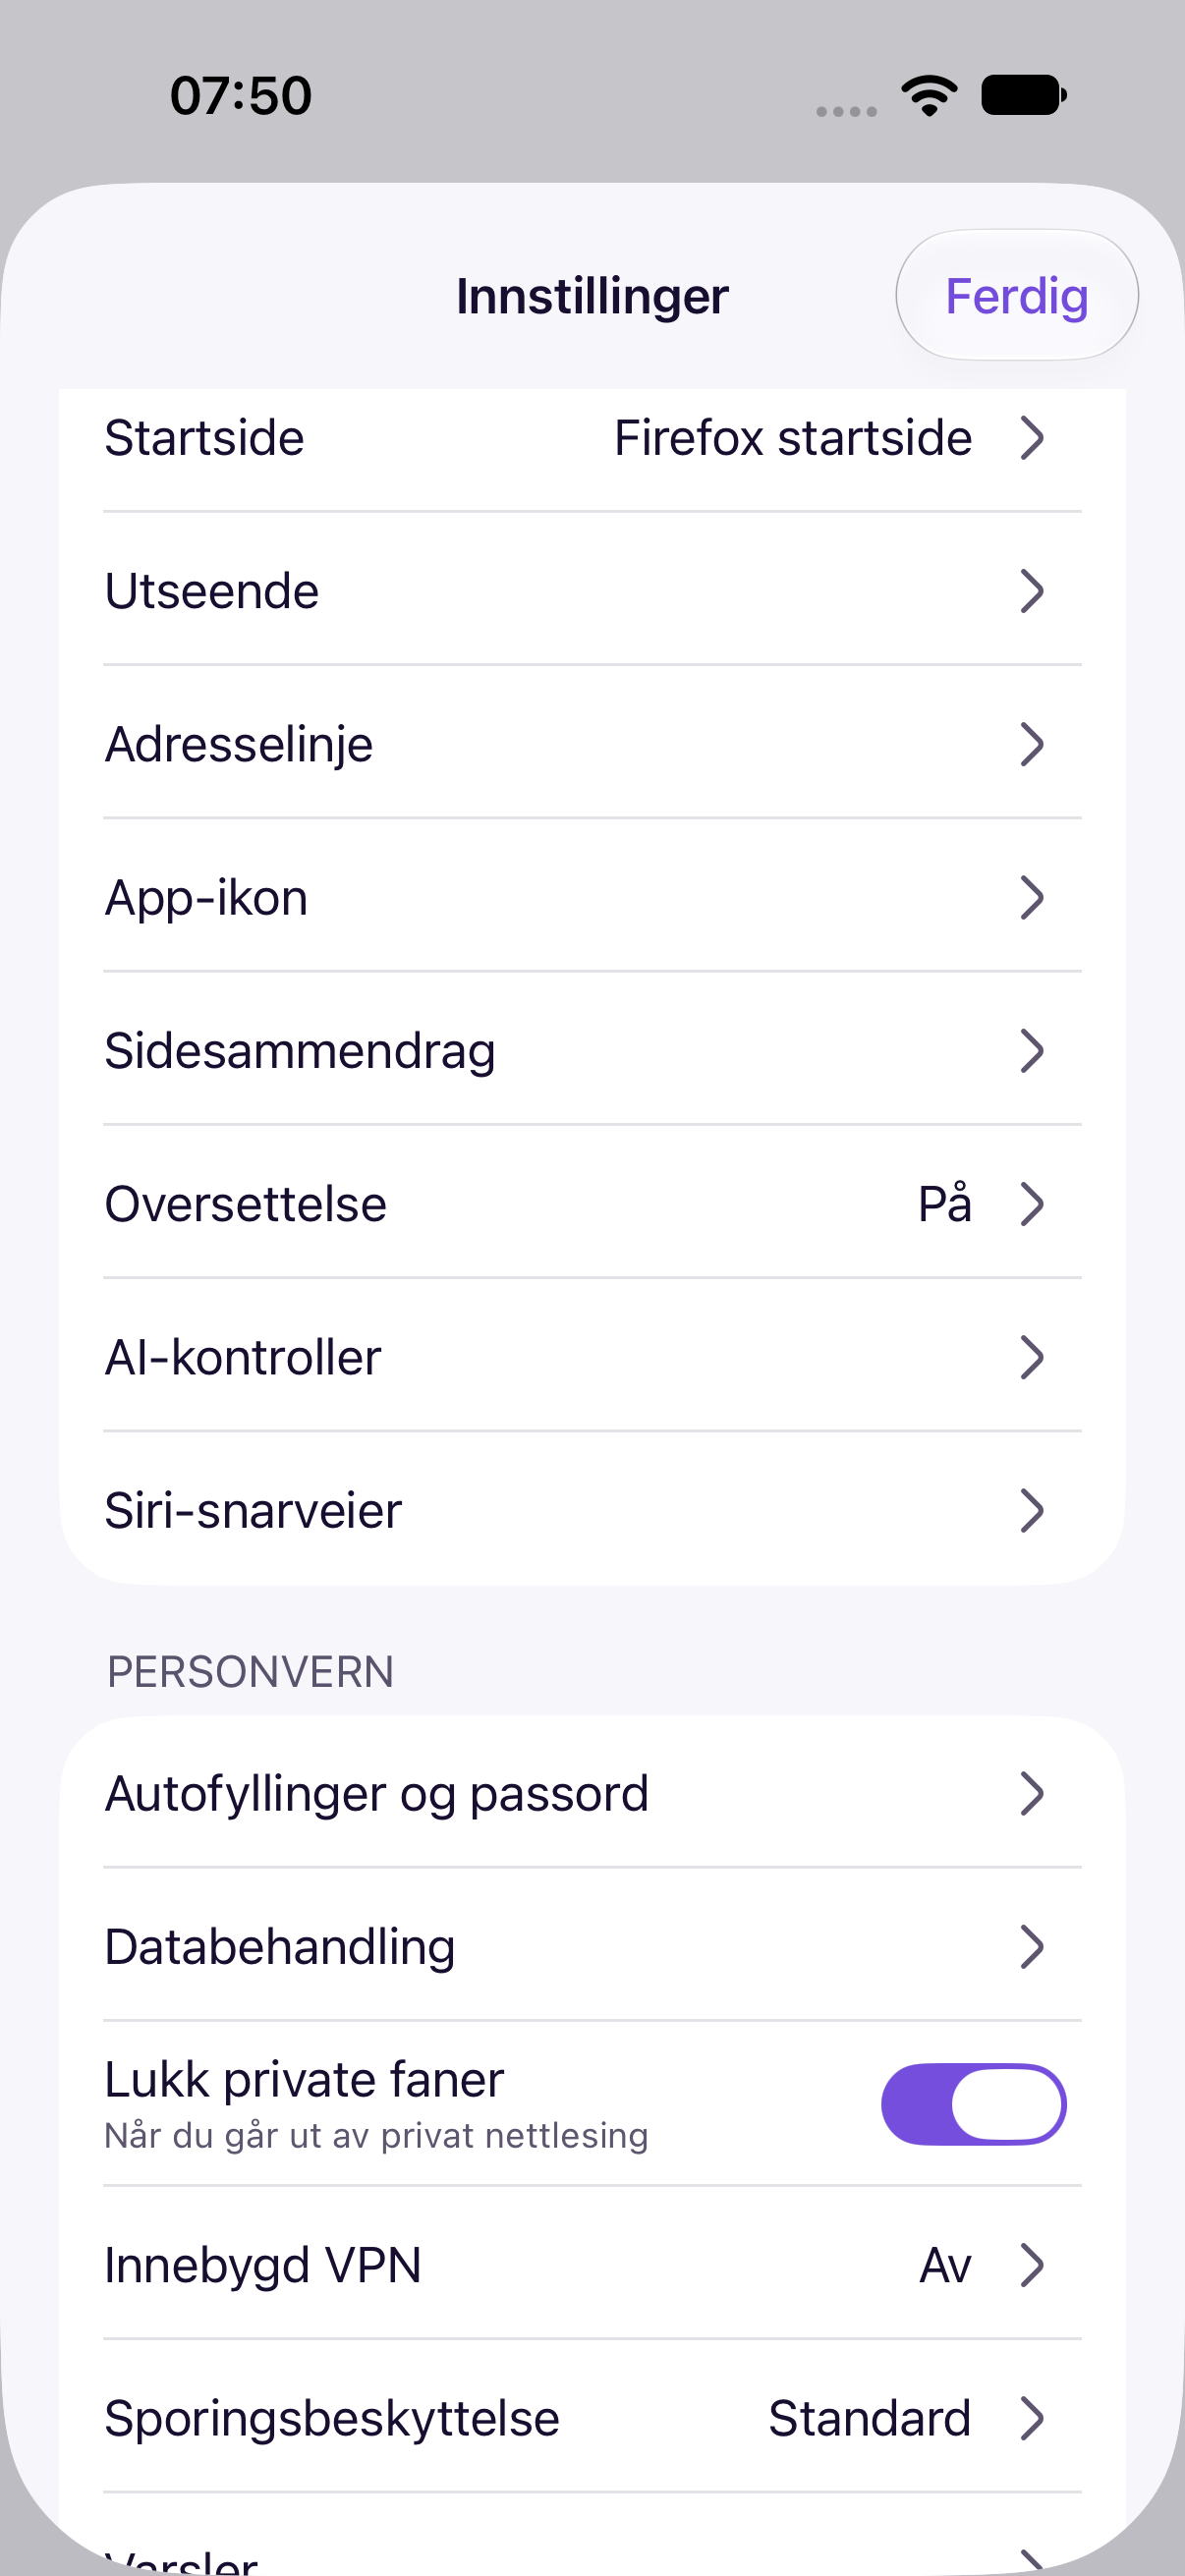 07:50
Innstillinger
Ferdig
Startside
Firefox startside
Utseende
Adresselinje
App-ikon
Sidesammendrag
Oversettelse
På
AI-kontroller
Siri-snarveier
PERSONVERN
Autofyllinger og passord
Databehandling
Lukk private faner
Når du går ut av privat nettlesing
Innebygd VPN
Av
Sporingsbeskyttelse
Standard
Varsler